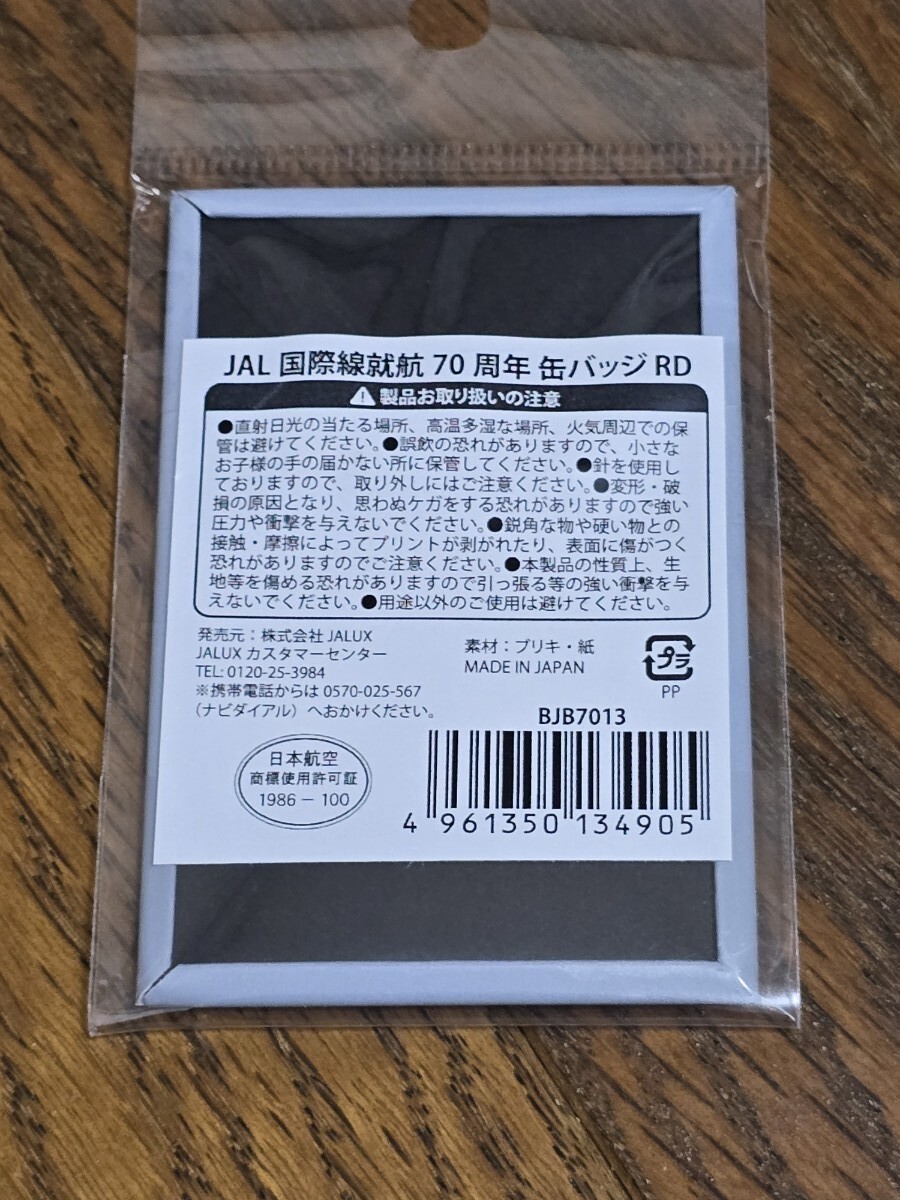 JAL 国際線就航 70 周年 缶バッジ RD
製品お取り扱いの注意
●直射日光の当たる場所、高温多湿な場所、火気周辺での保
管は避けてください。●誤飲の恐れがありますので、小さな
お子様の手の届かない所に保管してください。●針を使用し
ておりますので、取り外しにはご注意ください。●変形・破
損の原因となり、思わぬケガをする恐れがありますので強い
圧力や衝撃を与えないでください。●鋭角な物や硬い物との
接触・摩擦によってプリントが剥がれたり、表面に傷がつく
恐れがありますのでご注意ください。●本製品の性質上、生
地等を傷める恐れがありますので引っ張る等の強い衝撃を与
えないでください。●用途以外のご使用は避けてください。
発売元：株式会社 JALUX
JALUX カスタマーセンター
TEL: 0120-25-3984
※携帯電話からは 0570-025-567
（ナビダイアル）へおかけください。
素材：ブリキ・紙
MADE IN JAPAN
プラ
PP
日本航空
商標使用許可証
1986 － 100
BJB7013
4 961350 134905